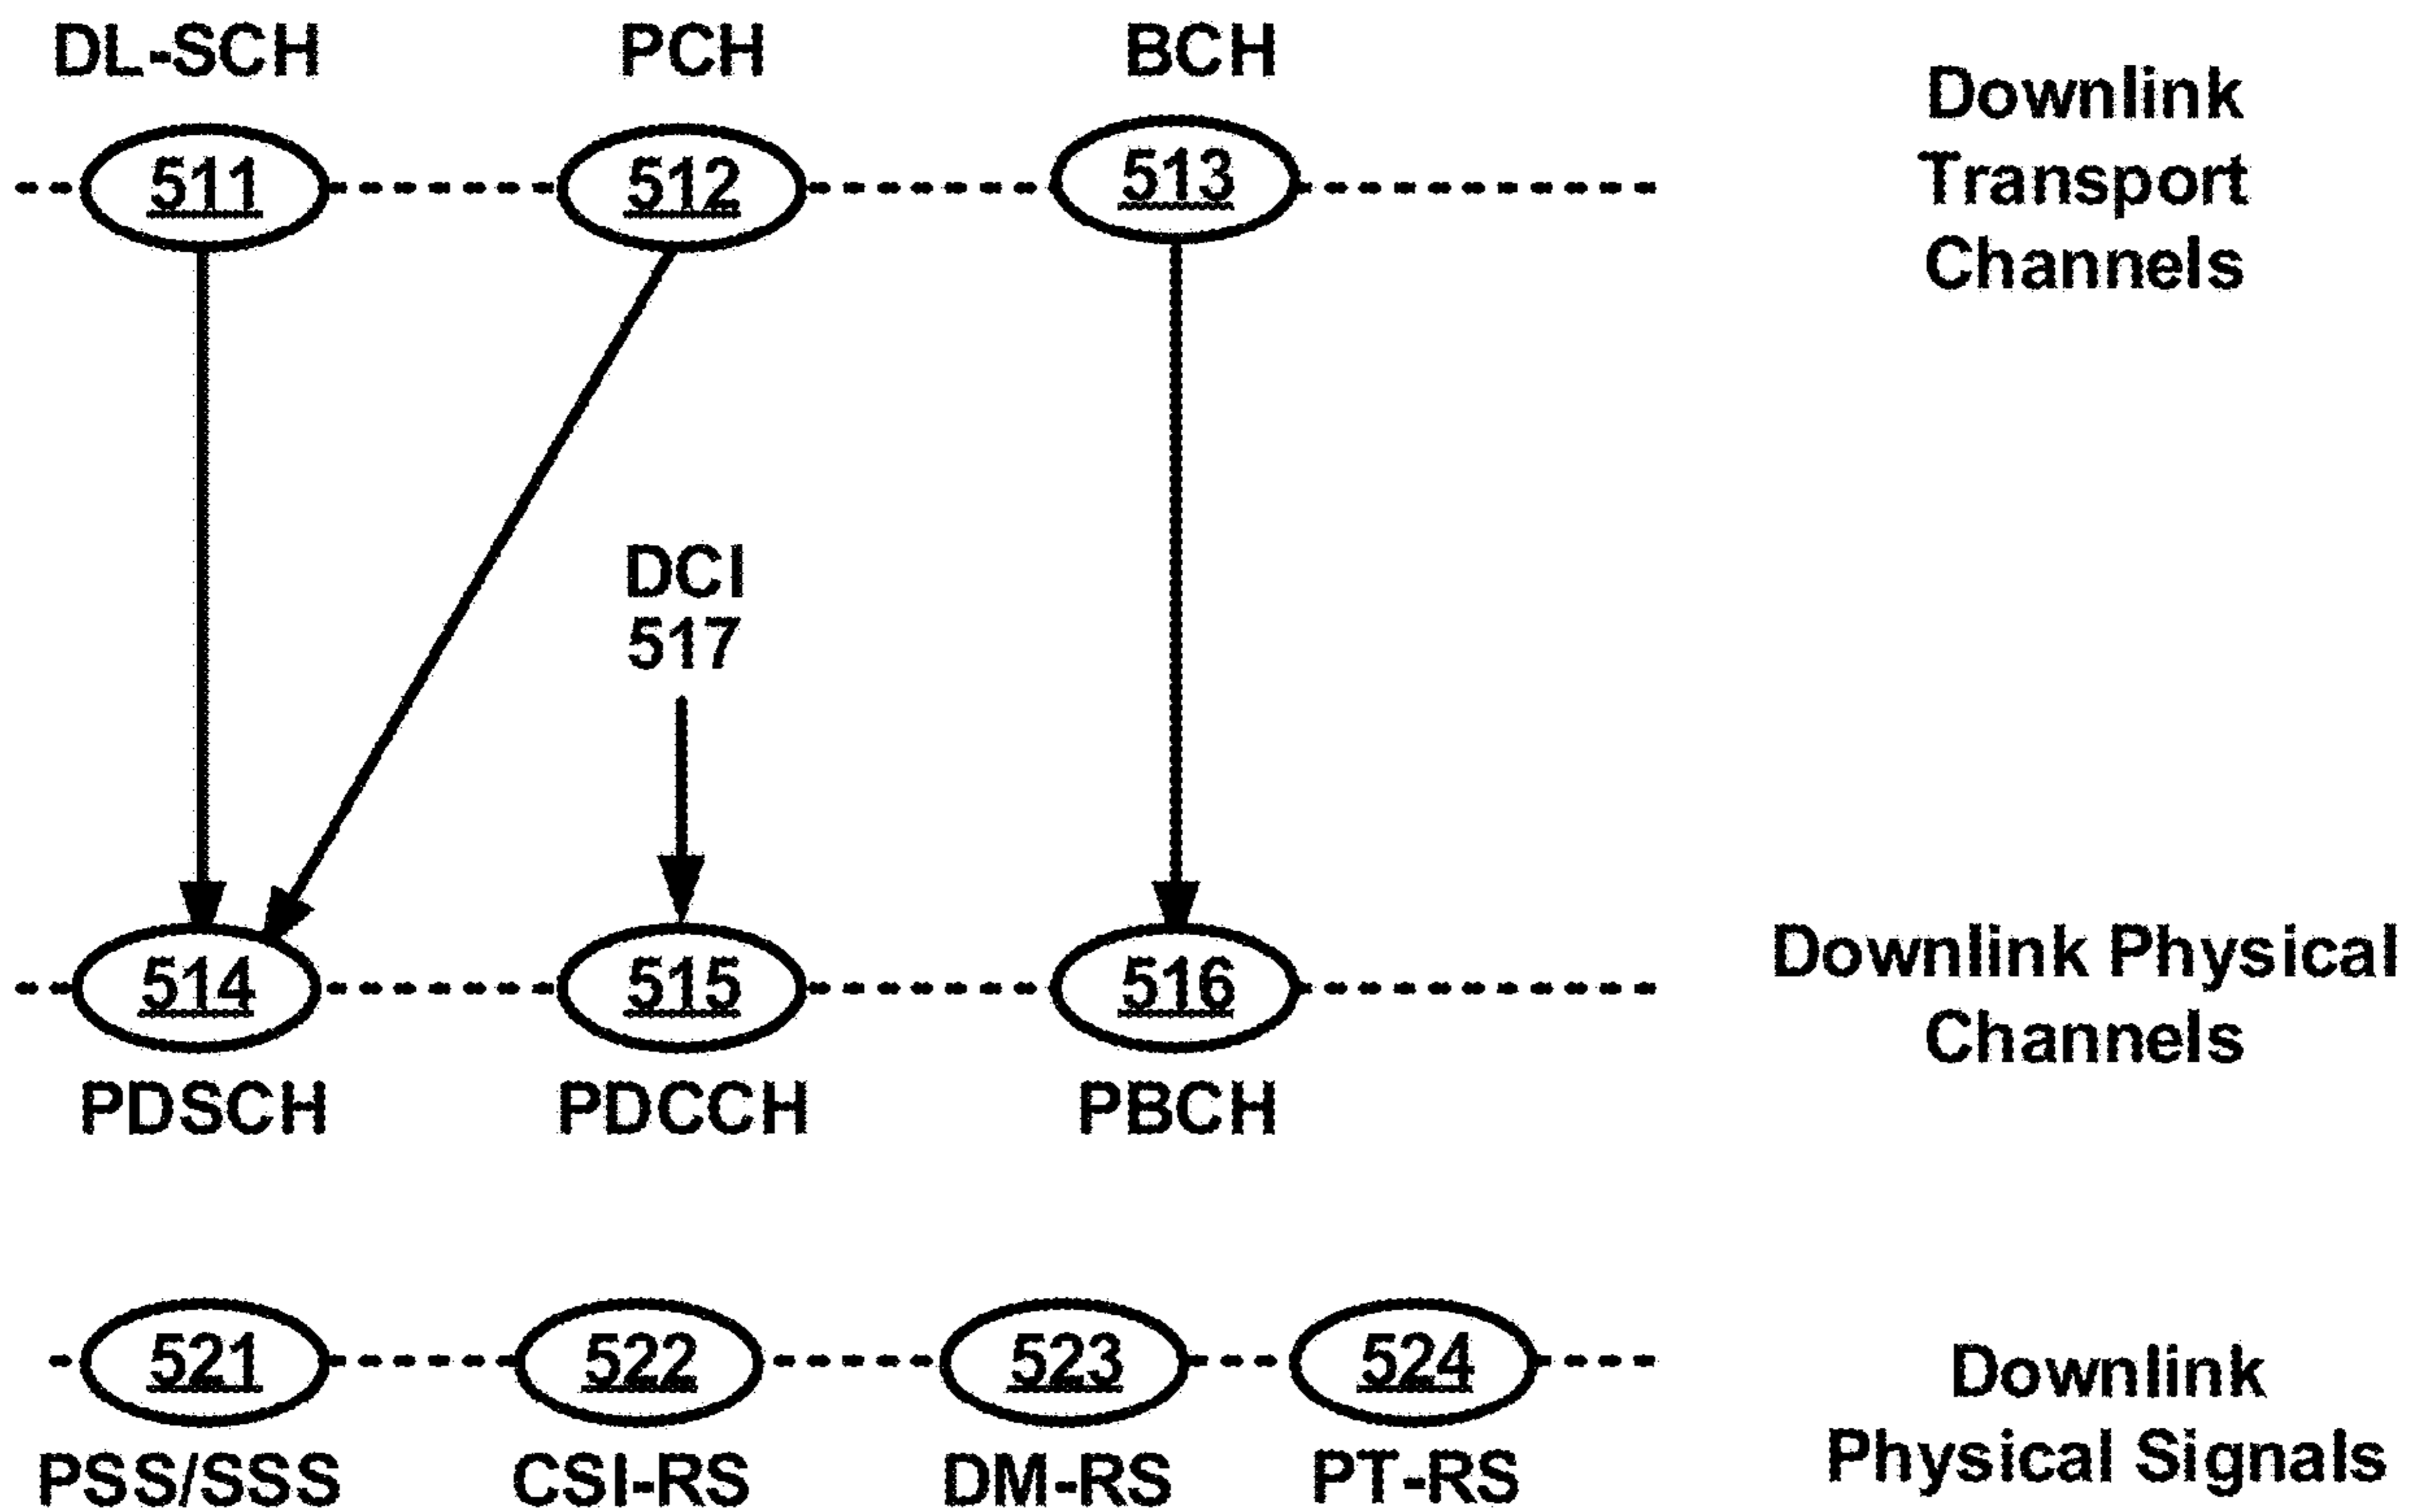 DL-SCH
PCH
BCH
511
512
513
Downlink
Transport
Channels
DCI
517
514
515
516
Downlink Physical
Channels
PDSCH
PDCCH
PBCH
521
522
523
524
Downlink
Physical Signals
PSS/SSS
CSI-RS
DM-RS
PT-RS